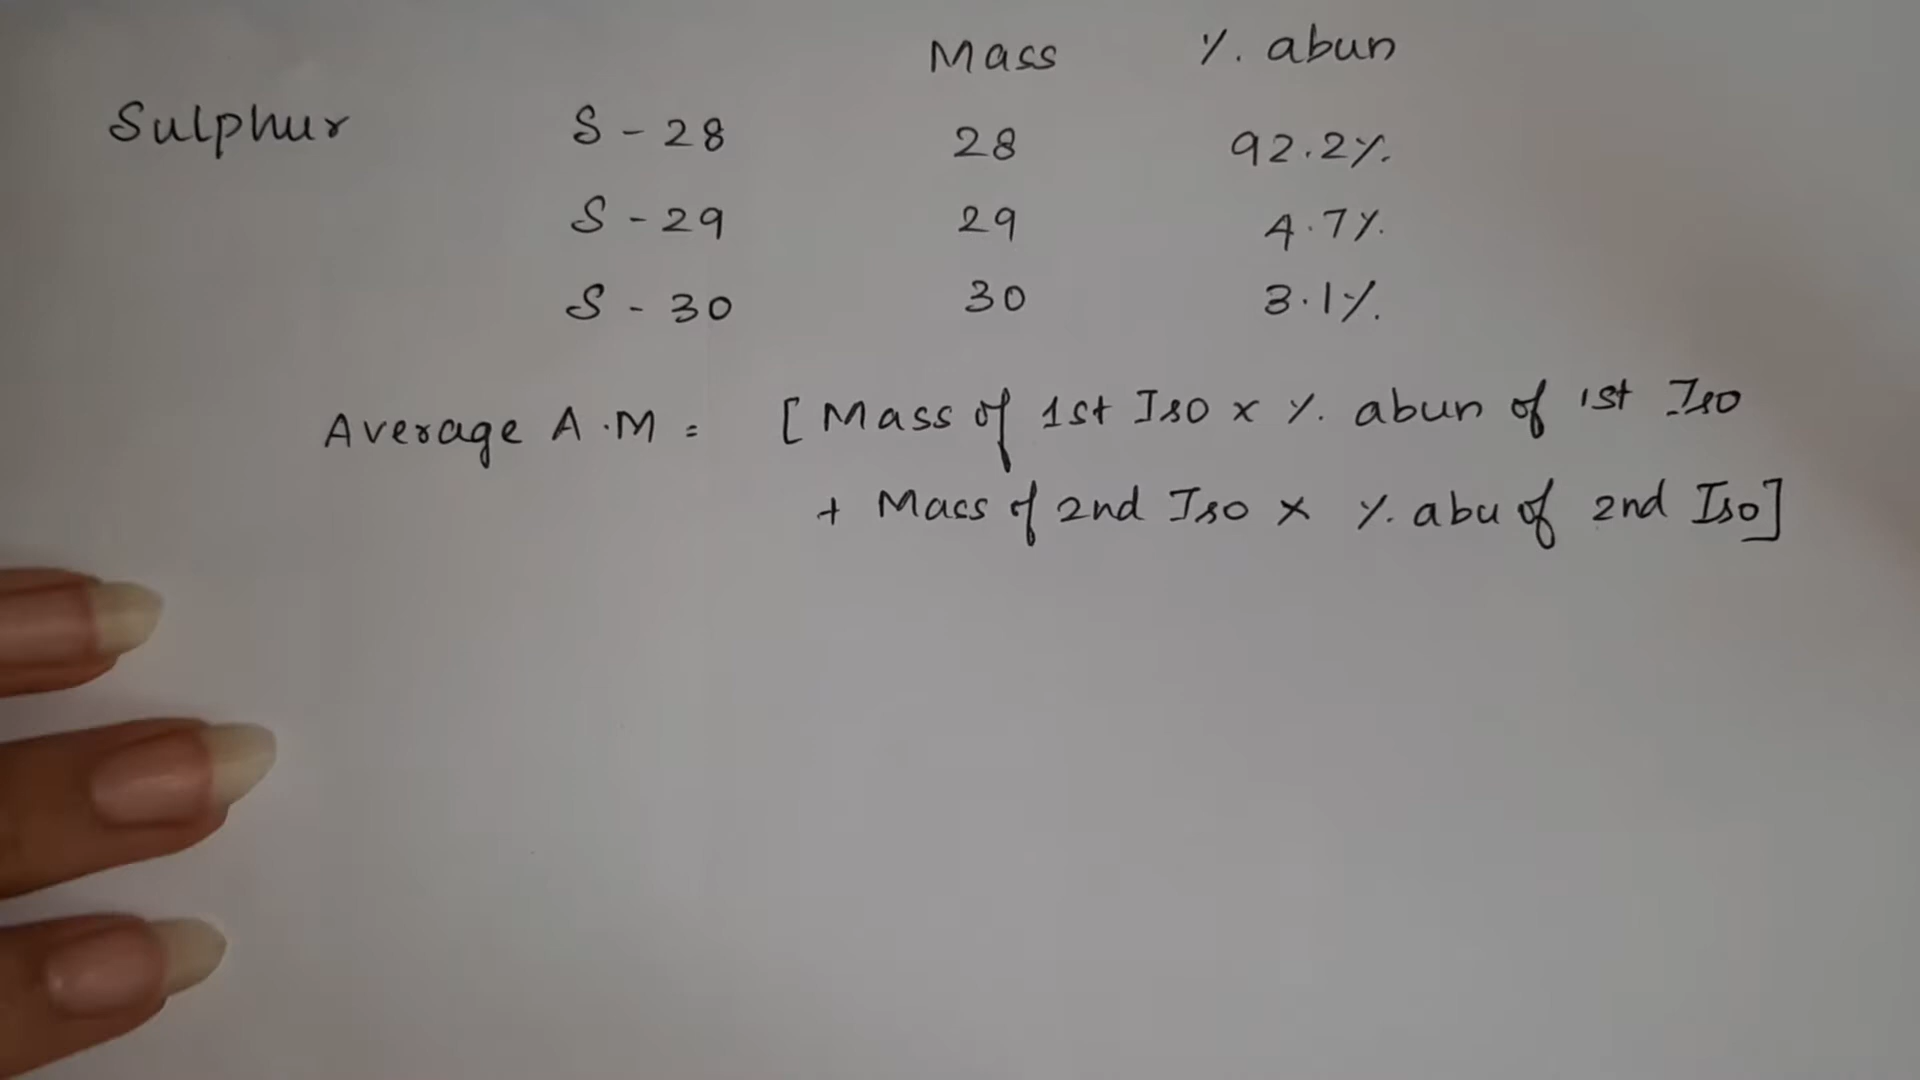 Mass % abun
Sulphur S - 28 28 92.2%
S - 29 29 4.7%
S - 30 30 3.1%
Average A.M = [Mass of 1st Iso x % abun of 1st Iso
+ Mass of 2nd Iso x % abu of 2nd Iso]